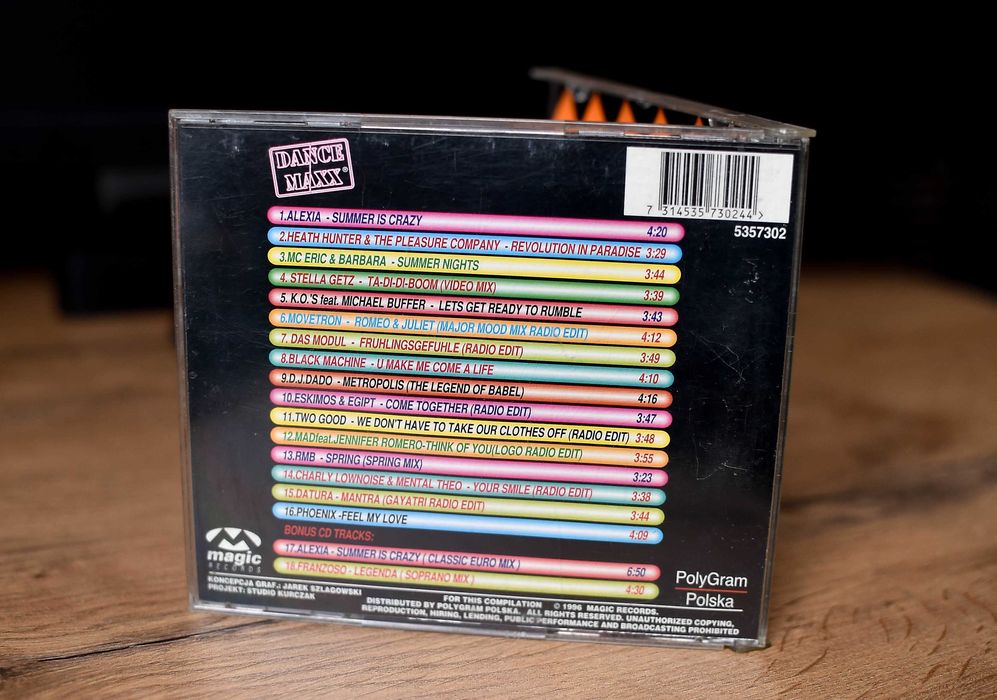 DANCE
MAXX®
7 314535 730244 >
5357302
1.ALEXIA - SUMMER IS CRAZY 4:20
2.HEATH HUNTER & THE PLEASURE COMPANY - REVOLUTION IN PARADISE 3:29
3.MC ERIC & BARBARA - SUMMER NIGHTS 3:44
4. STELLA GETZ - TA-DI-DI-BOOM (VIDEO MIX) 3:39
5. K.O.'S feat. MICHAEL BUFFER - LETS GET READY TO RUMBLE 3:43
6.MOVETRON - ROMEO & JULIET (MAJOR MOOD MIX RADIO EDIT) 4:12
7. DAS MODUL - FRUHLINGSGEFUHLE (RADIO EDIT) 3:49
8.BLACK MACHINE - U MAKE ME COME A LIFE 4:10
9.D.J.DADO - METROPOLIS (THE LEGEND OF BABEL) 4:16
10.ESKIMOS & EGIPT - COME TOGETHER (RADIO EDIT) 3:47
11.TWO GOOD - WE DON'T HAVE TO TAKE OUR CLOTHES OFF (RADIO EDIT) 3:48
12.MADfeat.JENNIFER ROMERO-THINK OF YOU(LOGO RADIO EDIT) 3:55
13.RMB - SPRING (SPRING MIX) 3:23
14.CHARLY LOWNOISE & MENTAL THEO - YOUR SMILE (RADIO EDIT) 3:38
15.DATURA - MANTRA (GAYATRI RADIO EDIT) 3:44
16.PHOENIX -FEEL MY LOVE 4:09
BONUS CD TRACKS:
17.ALEXIA - SUMMER IS CRAZY ( CLASSIC EURO MIX ) 6:50
18.FRANZOSO - LEGENDA ( SOPRANO MIX ) 4:30
magic
RECORDS
KONCEPCJA GRAF.: JAREK SZLAGOWSKI
PROJEKT: STUDIO KURCZAK
PolyGram
Polska
FOR THIS COMPILATION © 1996 MAGIC RECORDS.
DISTRIBUTED BY POLYGRAM POLSKA. ALL RIGHTS RESERVED. UNAUTHORIZED COPYING,
REPRODUCTION, HIRING, LENDING, PUBLIC PERFORMANCE AND BROADCASTING PROHIBITED